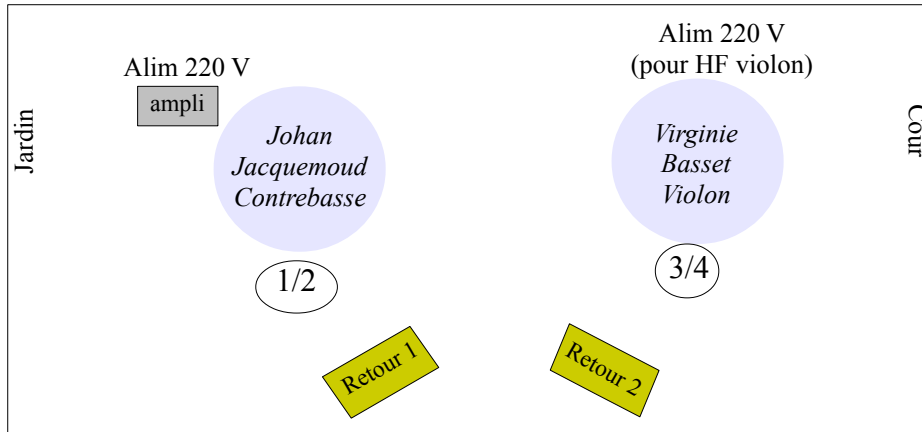 Alim 220 V
(pour HF violon)
Alim 220 V
ampli
Jardin
Cour
Johan
Jacquemoud
Contrebasse
Virginie
Basset
Violon
1/2
3/4
Retour 1
Retour 2